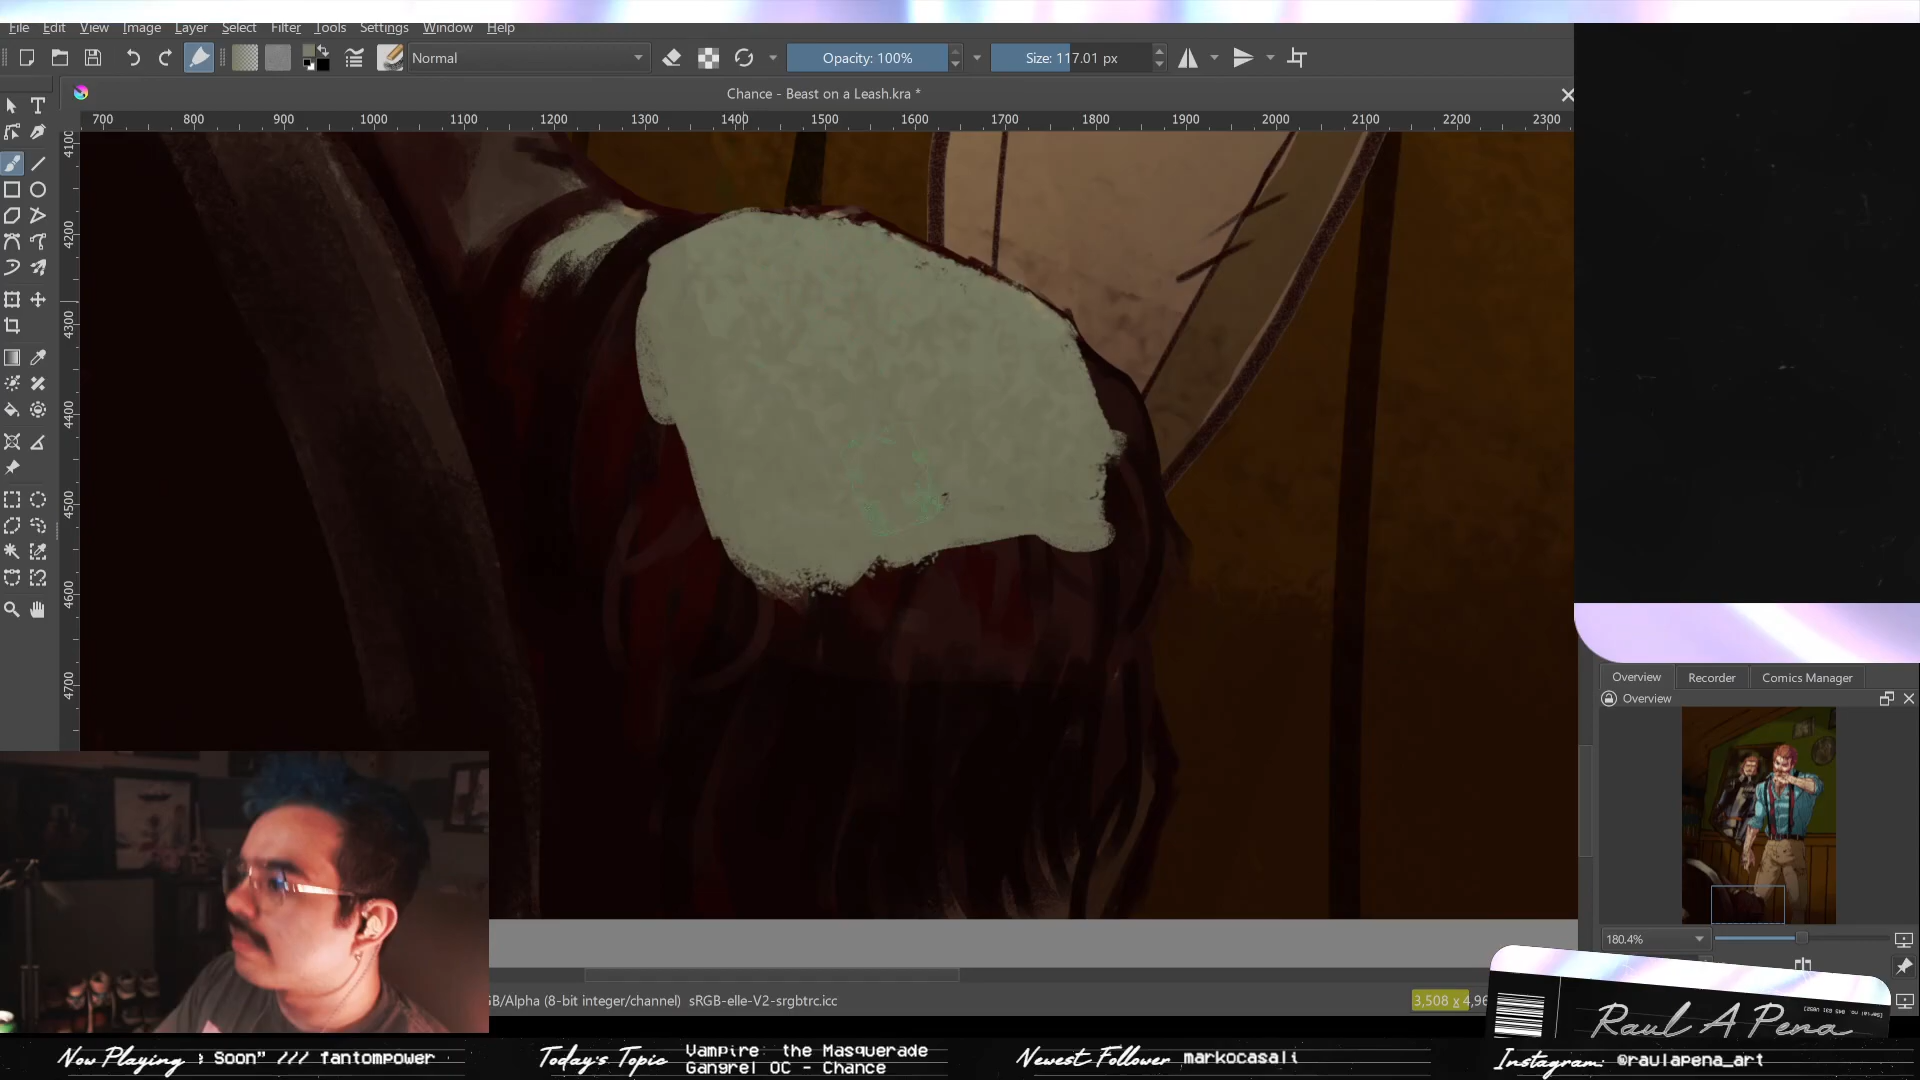 File Edit View Image Layer Select Filter Tools Settings Window Help
Normal
Opacity: 100%
Size: 117.01 px
Chance - Beast on a Leash.kra *
700 800 900 1000 1100 1200 1300 1400 1500 1600 1700 1800 1900 2000 2100 2200 2300
4100
4200
4300
4400
4500
4600
4700
Overview Recorder Comics Manager
Overview
180.4%
GB/Alpha (8-bit integer/channel) sRGB-elle-V2-srgbtrc.icc
3,508 x 4,96
Raul A Pena
Now Playing : Soon" /// fantompower
Today's Topic Vampire: the Masquerade
Gangrel OC - Chance
Newest Follower markocasali
Instagram: @raulapena_art